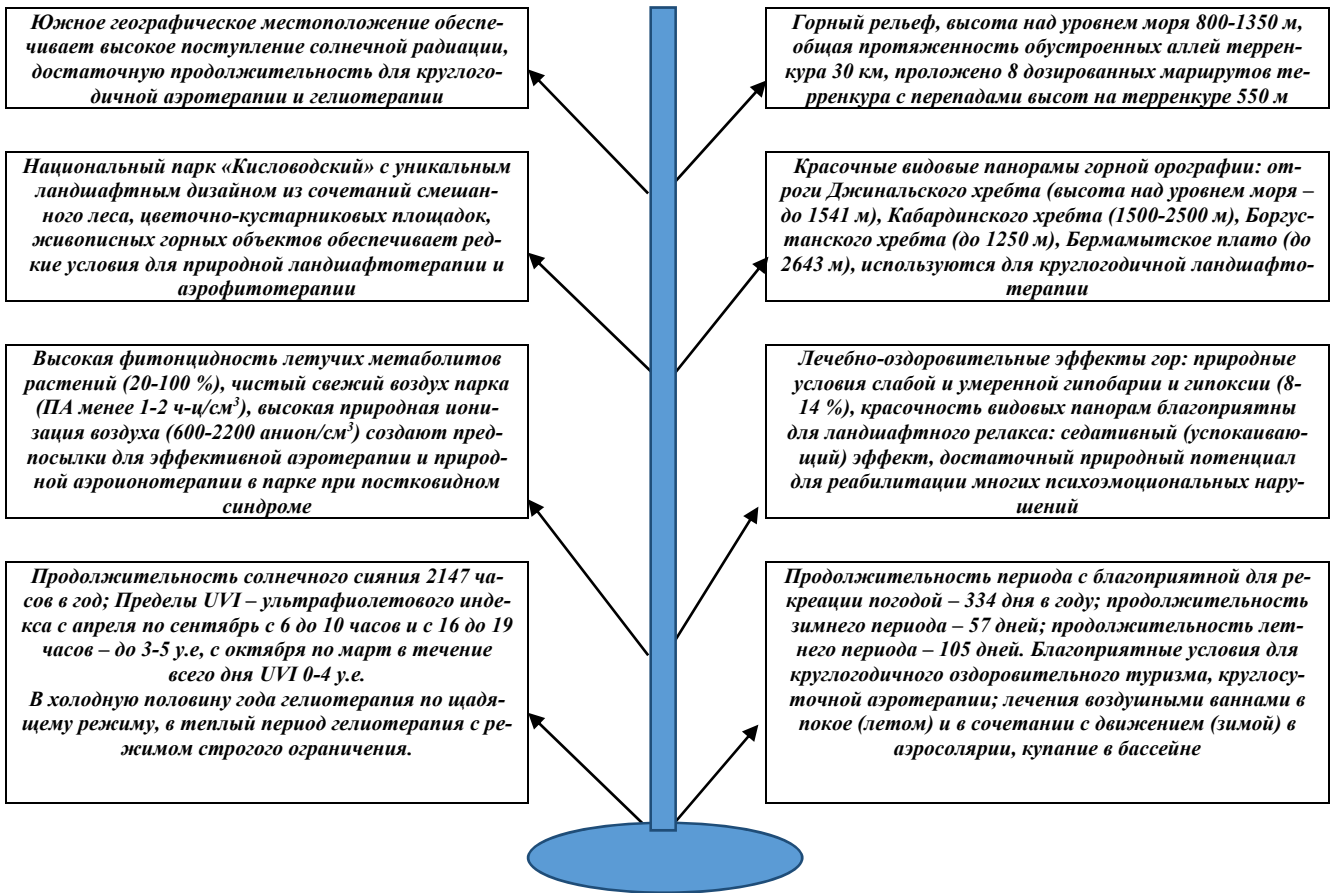 Южное географическое местоположение обеспе-
чивает высокое поступление солнечной радиации,
достаточную продолжительность для круглого-
дичной аэротерапии и гелиотерапии
Горный рельеф, высота над уровнем моря 800-1350 м,
общая протяженность обустроенных аллей террен-
кура 30 км, проложено 8 дозированных маршрутов те-
рренкура с перепадами высот на терренкуре 550 м
Национальный парк «Кисловодский» с уникальным
ландшафтным дизайном из сочетаний смешан-
ного леса, цветочно-кустарниковых площадок,
живописных горных объектов обеспечивает ред-
кие условия для природной ландшафтотерапии и
аэрофитотерапии
Красочные видовые панорамы горной орографии: от-
роги Джинальского хребта (высота над уровнем моря –
до 1541 м), Кабардинского хребта (1500-2500 м), Боргус-
танского хребта (до 1250 м), Бермамытское плато (до
2643 м), используются для круглогодичной ландшафто-
терапии
Высокая фитонцидность летучих метаболитов
растений (20-100 %), чистый свежий воздух парка
(ПА менее 1-2 ч-ц/см³), высокая природная иони-
зация воздуха (600-2200 анион/см³) создают пред-
посылки для эффективной аэротерапии и природ-
ной аэроионотерапии в парке при постковидном
синдроме
Лечебно-оздоровительные эффекты гор: природные
условия слабой и умеренной гипобарии и гипоксии (8-
14 %), красочность видовых панорам благоприятны
для ландшафтного релакса: седативный (успокаиваю-
щий) эффект, достаточный природный потенциал
для реабилитации многих психоэмоциональных нару-
шений
Продолжительность солнечного сияния 2147 ча-
сов в год; Пределы UVI – ультрафиолетового инде-
кса с апреля по сентябрь с 6 до 10 часов и с 16 до 19
часов – до 3-5 у.е, с октября по март в течение
всего дня UVI 0-4 у.е.
В холодную половину года гелиотерапия по щадя-
щему режиму, в теплый период гелиотерапия с ре-
жимом строгого ограничения.
Продолжительность периода с благоприятной для ре-
креации погодой – 334 дня в году; продолжительность
зимнего периода – 57 дней; продолжительность лет-
него периода – 105 дней. Благоприятные условия для
круглогодичного оздоровительного туризма, круглосу-
точной аэротерапии; лечения воздушными ваннами в
покое (летом) и в сочетании с движением (зимой) в
аэросолярии, купание в бассейне